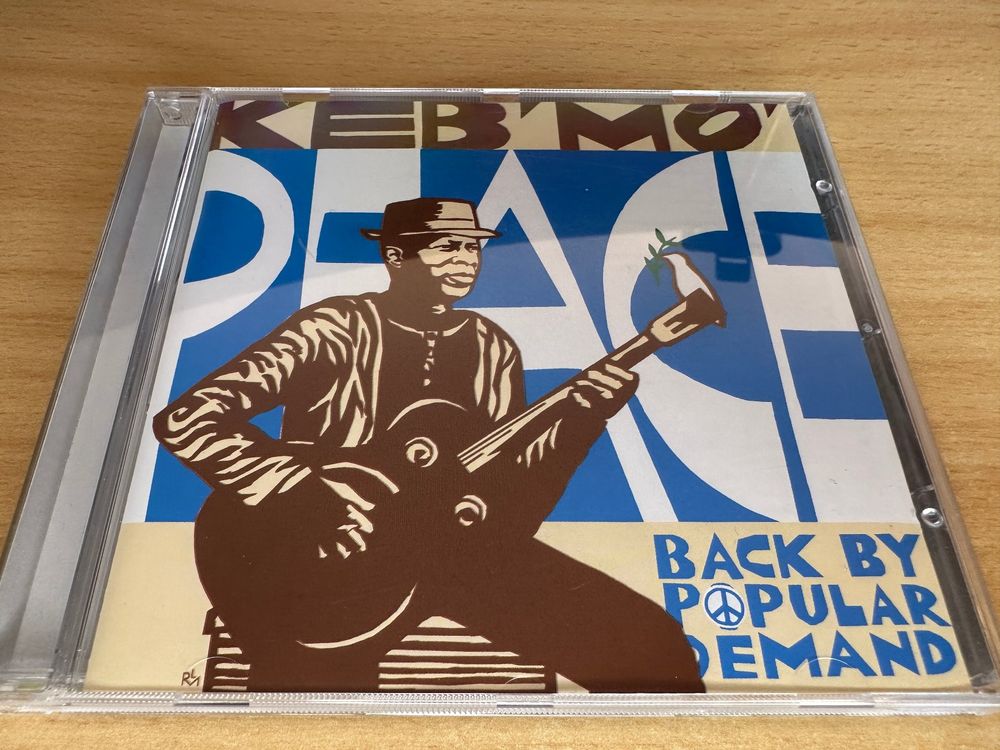 KEB 'MO'
PEACE
BACK BY
POPULAR
DEMAND